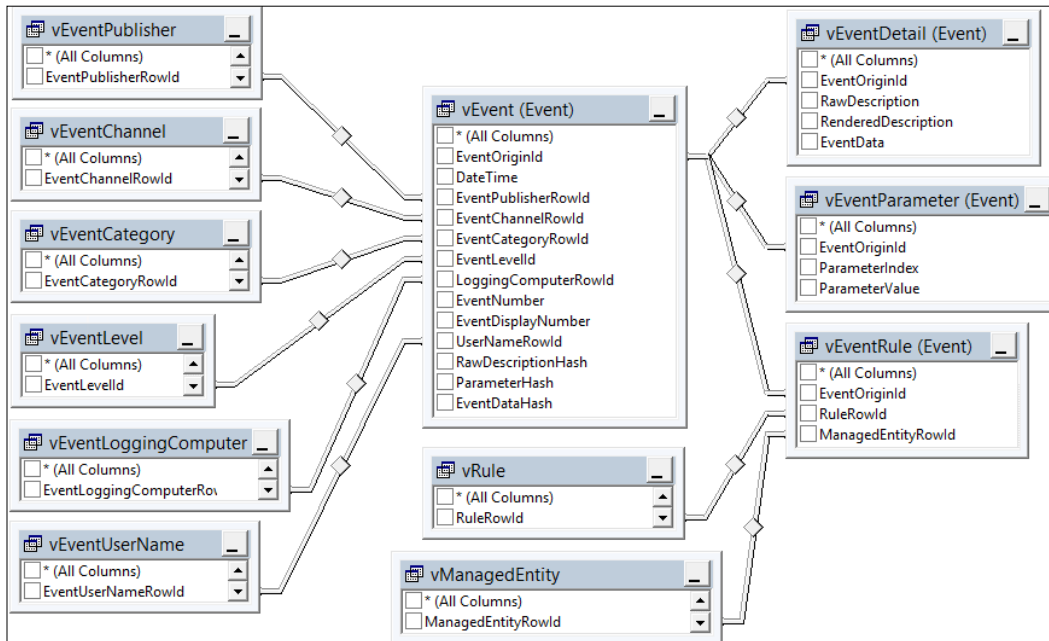 vEventPublisher
* (All Columns)
EventPublisherRowId
vEventChannel
* (All Columns)
EventChannelRowId
vEventCategory
* (All Columns)
EventCategoryRowId
vEventLevel
* (All Columns)
EventLevelId
vEventLoggingComputer
* (All Columns)
EventLoggingComputerRov
vEventUserName
* (All Columns)
EventUserNameRowId
vEvent (Event)
* (All Columns)
EventOriginId
DateTime
EventPublisherRowId
EventChannelRowId
EventCategoryRowId
EventLevelId
LoggingComputerRowId
EventNumber
EventDisplayNumber
UserNameRowId
RawDescriptionHash
ParameterHash
EventDataHash
vRule
* (All Columns)
RuleRowId
vManagedEntity
* (All Columns)
ManagedEntityRowId
vEventDetail (Event)
* (All Columns)
EventOriginId
RawDescription
RenderedDescription
EventData
vEventParameter (Event)
* (All Columns)
EventOriginId
ParameterIndex
ParameterValue
vEventRule (Event)
* (All Columns)
EventOriginId
RuleRowId
ManagedEntityRowId